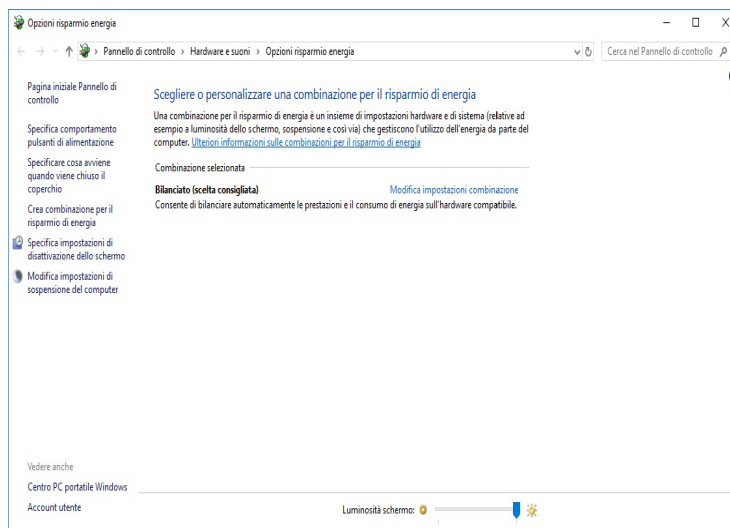 Opzioni risparmio energia
Pannello di controllo > Hardware e suoni > Opzioni risparmio energia
Cerca nel Pannello di controllo
Pagina iniziale Pannello di
controllo
Specifica comportamento
pulsanti di alimentazione
Specificare cosa avviene
quando viene chiuso il
coperchio
Crea combinazione per il
risparmio di energia
Specifica impostazioni di
disattivazione dello schermo
Modifica impostazioni di
sospensione del computer
Scegliere o personalizzare una combinazione per il risparmio di energia
Una combinazione per il risparmio di energia è un insieme di impostazioni hardware e di sistema (relative ad
esempio a luminosità dello schermo, sospensione e così via) che gestiscono l'utilizzo dell'energia da parte del
computer. Ulteriori informazioni sulle combinazioni per il risparmio di energia
Combinazione selezionata
Bilanciato (scelta consigliata) Modifica impostazioni combinazione
Consente di bilanciare automaticamente le prestazioni e il consumo di energia sull'hardware compatibile.
Vedere anche
Centro PC portatile Windows
Account utente
Luminosità schermo: